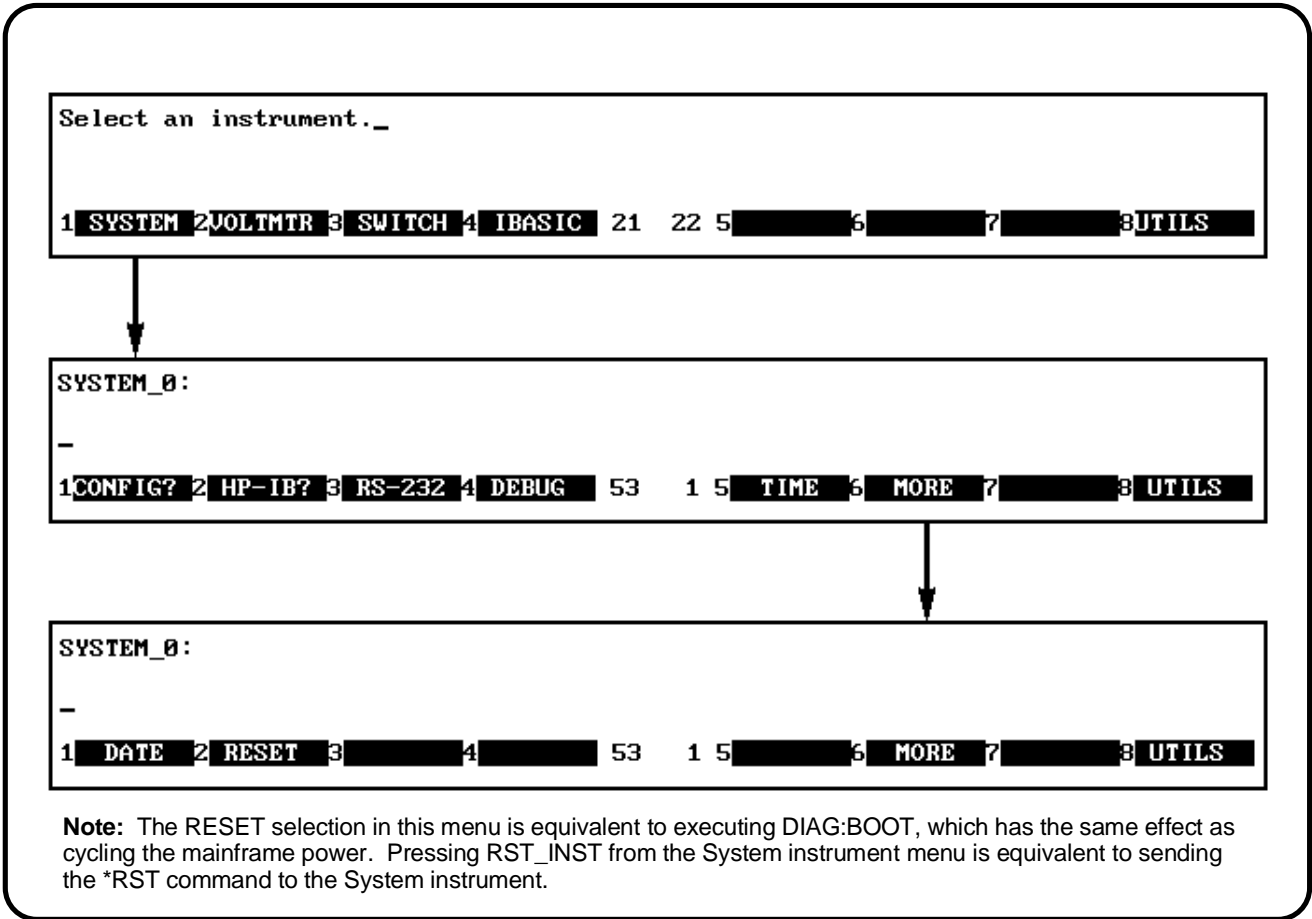 Select an instrument._
1 SYSTEM 2VOLTMTR 3 SWITCH 4 IBASIC 21 22 5 6 7 8UTILS
SYSTEM_0:
_
1CONFIG? 2 HP-IB? 3 RS-232 4 DEBUG 53 1 5 TIME 6 MORE 7 8 UTILS
SYSTEM_0:
_
1 DATE 2 RESET 3 4 53 1 5 6 MORE 7 8 UTILS
Note: The RESET selection in this menu is equivalent to executing DIAG:BOOT, which has the same effect as
cycling the mainframe power. Pressing RST_INST from the System instrument menu is equivalent to sending
the *RST command to the System instrument.